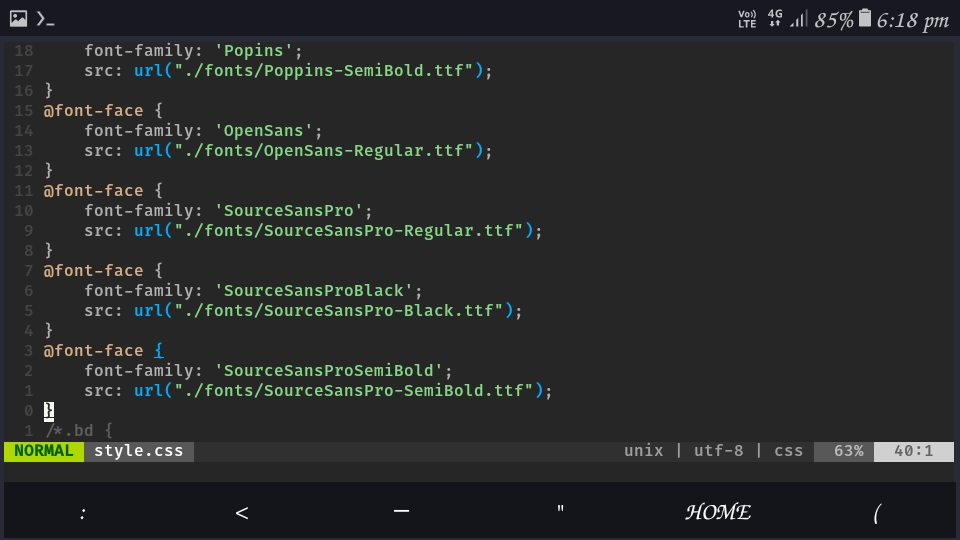 >_ Vo)) LTE 4G 85% 6:18 pm
18 font-family: 'Popins';
17 src: url("./fonts/Poppins-SemiBold.ttf");
16 }
15 @font-face {
14 font-family: 'OpenSans';
13 src: url("./fonts/OpenSans-Regular.ttf");
12 }
11 @font-face {
10 font-family: 'SourceSansPro';
9 src: url("./fonts/SourceSansPro-Regular.ttf");
8 }
7 @font-face {
6 font-family: 'SourceSansProBlack';
5 src: url("./fonts/SourceSansPro-Black.ttf");
4 }
3 @font-face {
2 font-family: 'SourceSansProSemiBold';
1 src: url("./fonts/SourceSansPro-SemiBold.ttf");
0 }
1 /*.bd {
NORMAL style.css unix | utf-8 | css 63% 40:1
: < — " HOME (